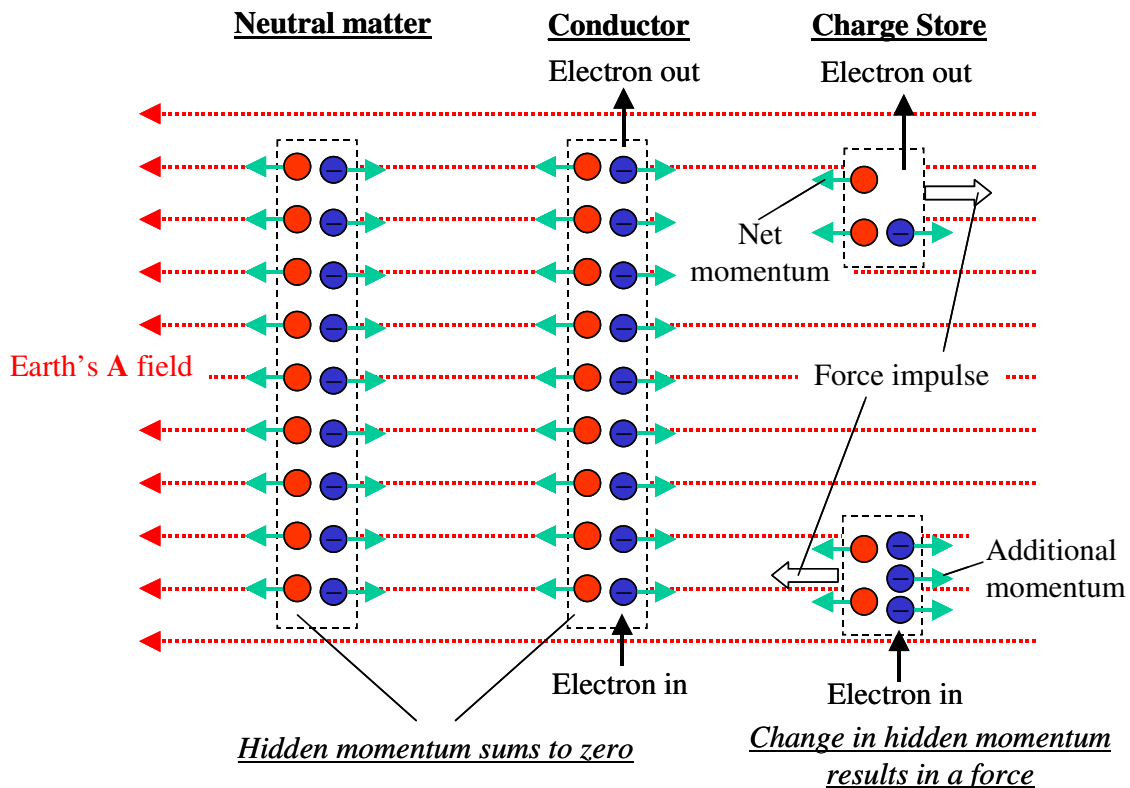 Neutral matter
Conductor
Charge Store
Electron out
Electron out
Net
momentum
Earth's A field
Force impulse
Additional
momentum
Electron in
Electron in
Hidden momentum sums to zero
Change in hidden momentum
results in a force